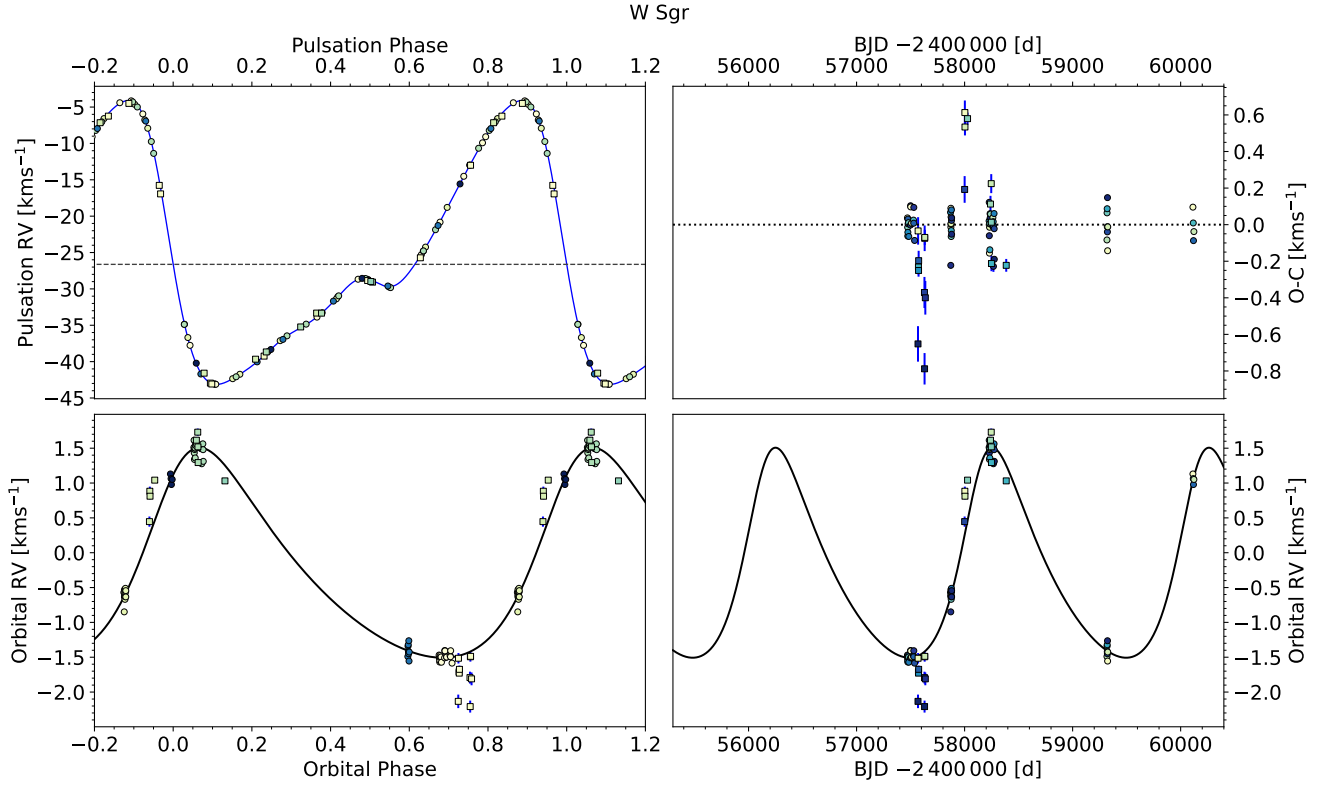 W Sgr
Pulsation Phase
BJD −2 400 000 [d]
−0.2 0.0 0.2 0.4 0.6 0.8 1.0 1.2
56000 57000 58000 59000 60000
Pulsation RV [kms⁻¹]
−5
−10
−15
−20
−25
−30
−35
−40
−45
0.6
0.4
0.2
0.0
−0.2
−0.4
−0.6
−0.8
O-C [kms⁻¹]
Orbital RV [kms⁻¹]
1.5
1.0
0.5
0.0
−0.5
−1.0
−1.5
−2.0
1.5
1.0
0.5
0.0
−0.5
−1.0
−1.5
−2.0
Orbital RV [kms⁻¹]
−0.2 0.0 0.2 0.4 0.6 0.8 1.0 1.2
56000 57000 58000 59000 60000
Orbital Phase
BJD −2 400 000 [d]